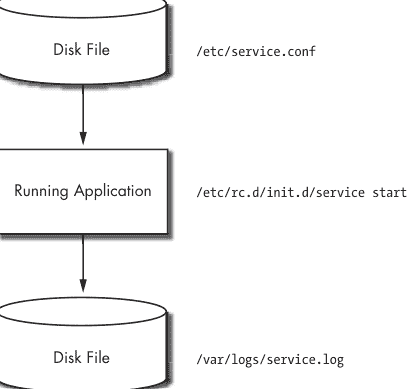 Disk File /etc/service.conf
Running Application /etc/rc.d/init.d/service start
Disk File /var/logs/service.log